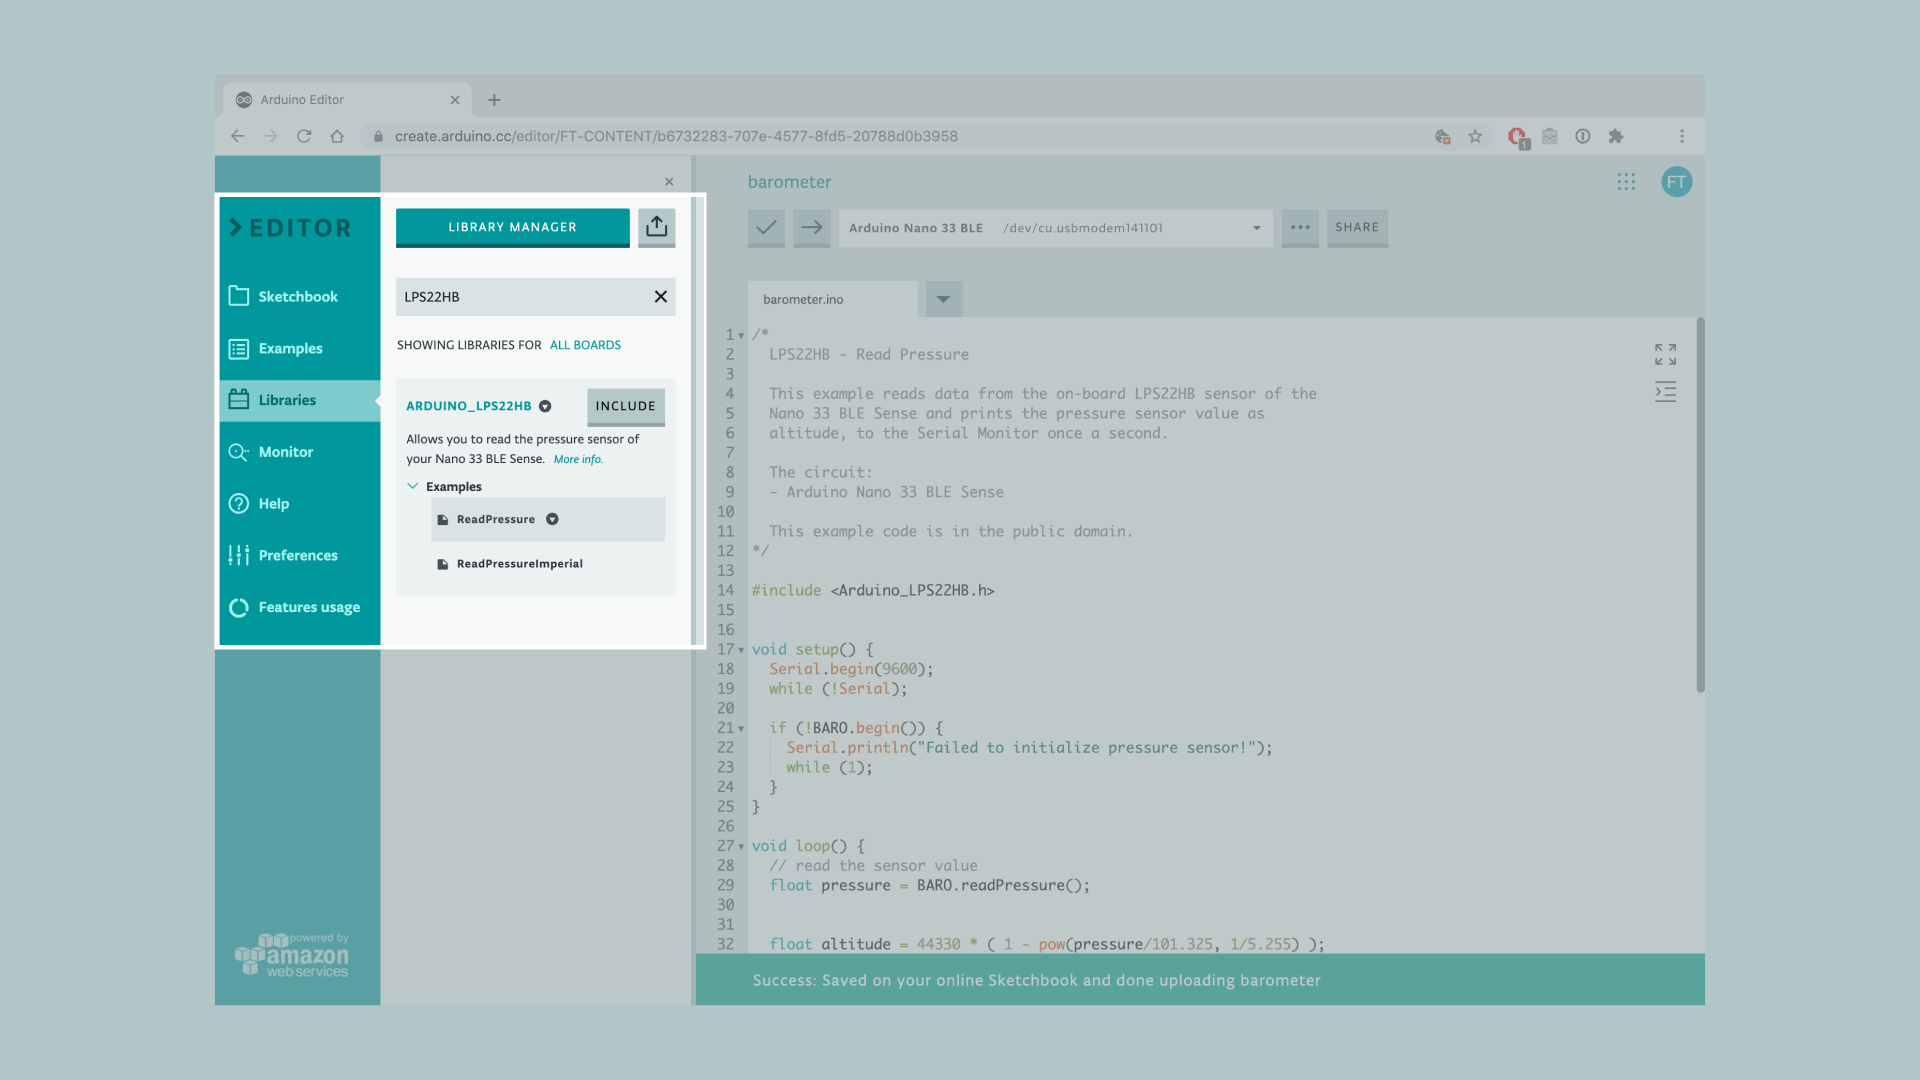 Arduino Editor
create.arduino.cc/editor/FT-CONTENT/b6732283-707e-4577-8fd5-20788d0b3958
1
>EDITOR
Sketchbook
Examples
Libraries
Monitor
Help
Preferences
Features usage
powered by
amazon
web services
LIBRARY MANAGER
LPS22HB
SHOWING LIBRARIES FOR ALL BOARDS
ARDUINO_LPS22HB
INCLUDE
Allows you to read the pressure sensor of
your Nano 33 BLE Sense. More info.
Examples
ReadPressure
ReadPressureImperial
barometer
FT
Arduino Nano 33 BLE /dev/cu.usbmodem141101
SHARE
barometer.ino
1 /*
2 LPS22HB - Read Pressure
3
4 This example reads data from the on-board LPS22HB sensor of the
5 Nano 33 BLE Sense and prints the pressure sensor value as
6 altitude, to the Serial Monitor once a second.
7
8 The circuit:
9 - Arduino Nano 33 BLE Sense
10
11 This example code is in the public domain.
12 */
13
14 #include <Arduino_LPS22HB.h>
15
16
17 void setup() {
18 Serial.begin(9600);
19 while (!Serial);
20
21 if (!BARO.begin()) {
22 Serial.println("Failed to initialize pressure sensor!");
23 while (1);
24 }
25 }
26
27 void loop() {
28 // read the sensor value
29 float pressure = BARO.readPressure();
30
31
32 float altitude = 44330 * ( 1 - pow(pressure/101.325, 1/5.255) );
Success: Saved on your online Sketchbook and done uploading barometer